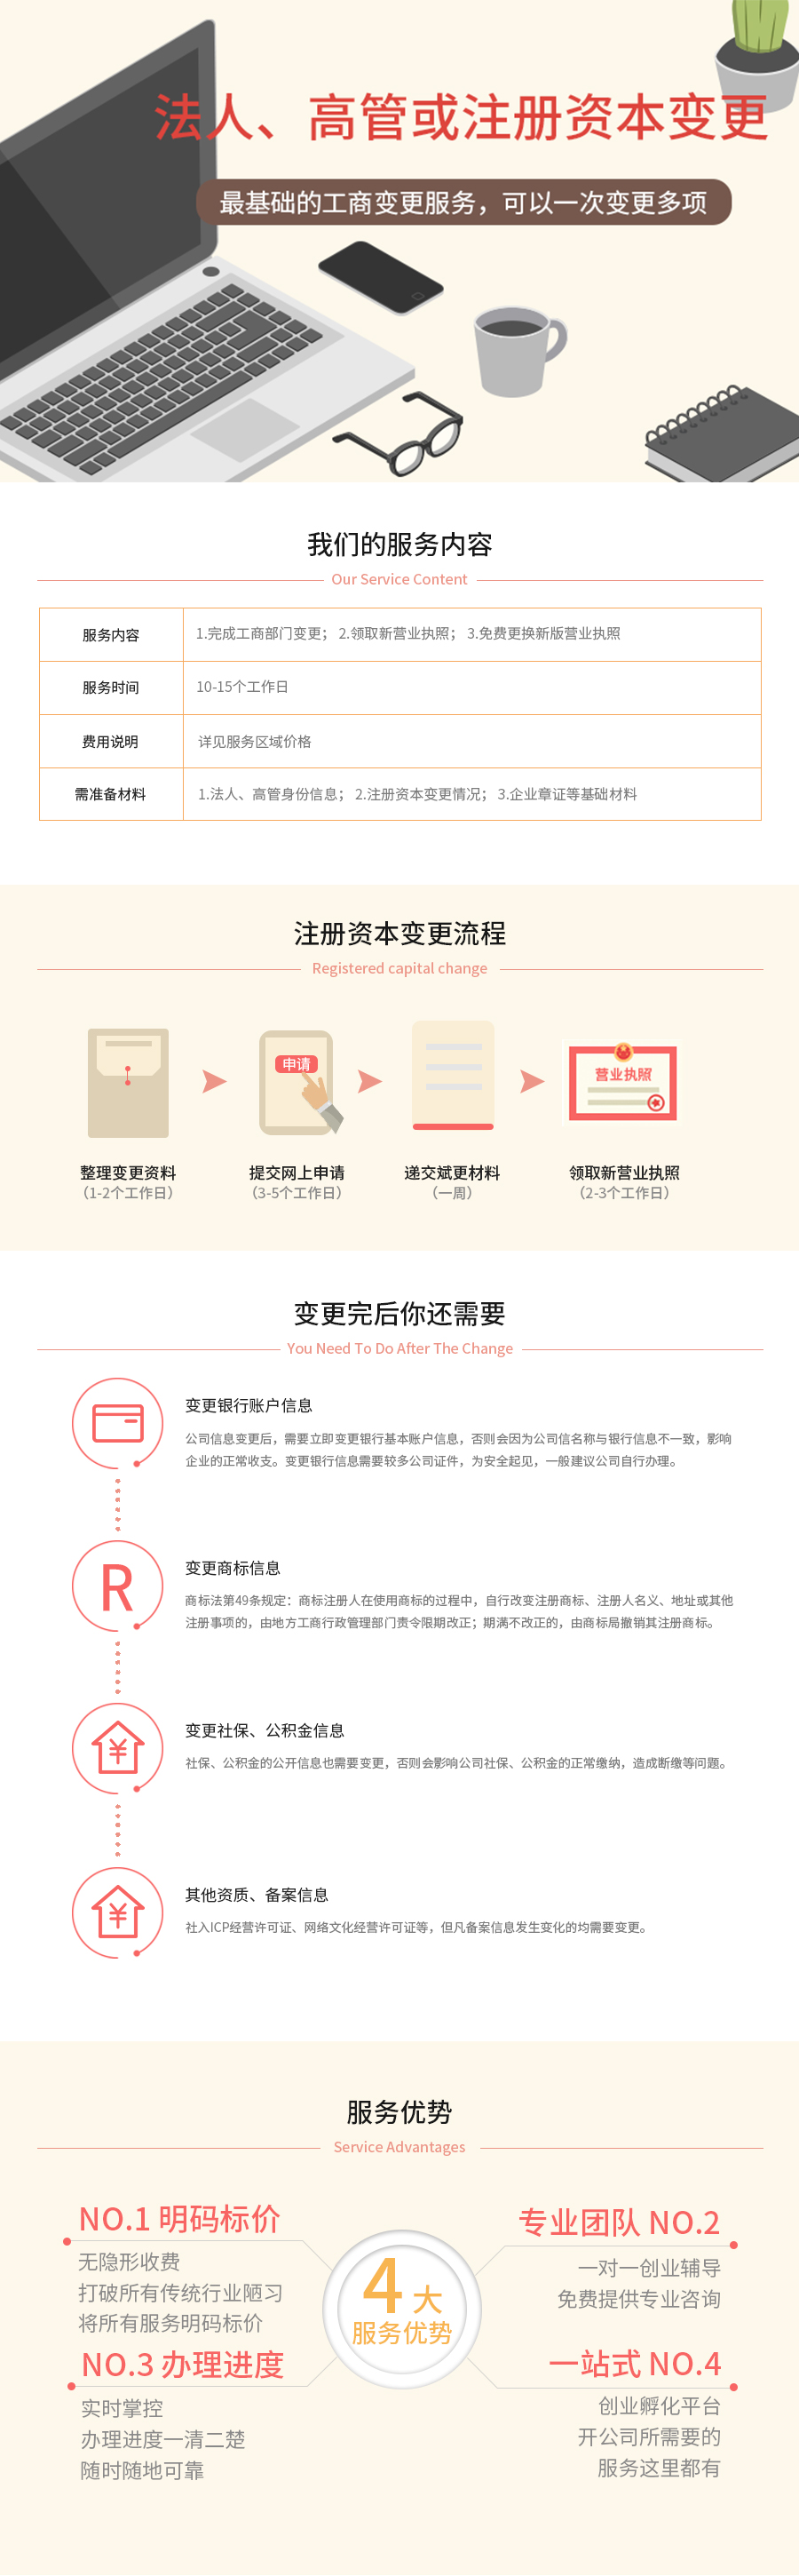 法人、高管或注册资本变更
最基础的工商变更服务，可以一次变更多项
我们的服务内容
Our Service Content
服务内容 1.完成工商部门变更； 2.领取新营业执照； 3.免费更换新版营业执照
服务时间 10-15个工作日
费用说明 详见服务区域价格
需准备材料 1.法人、高管身份信息； 2.注册资本变更情况； 3.企业章证等基础材料
注册资本变更流程
Registered capital change
申请
营业执照
整理变更资料 提交网上申请 递交斌更材料 领取新营业执照
（1-2个工作日） （3-5个工作日） （一周） （2-3个工作日）
变更完后你还需要
You Need To Do After The Change
变更银行账户信息
公司信息变更后，需要立即变更银行基本账户信息，否则会因为公司信名称与银行信息不一致，影响
企业的正常收支。变更银行信息需要较多公司证件，为安全起见，一般建议公司自行办理。
R
变更商标信息
商标法第49条规定：商标注册人在使用商标的过程中，自行改变注册商标、注册人名义、地址或其他
注册事项的，由地方工商行政管理部门责令限期改正；期满不改正的，由商标局撤销其注册商标。
变更社保、公积金信息
社保、公积金的公开信息也需要变更，否则会影响公司社保、公积金的正常缴纳，造成断缴等问题。
其他资质、备案信息
社入ICP经营许可证、网络文化经营许可证等，但凡备案信息发生变化的均需要变更。
服务优势
Service Advantages
NO.1 明码标价
无隐形收费
打破所有传统行业陋习
将所有服务明码标价
专业团队 NO.2
一对一创业辅导
免费提供专业咨询
4 大
服务优势
NO.3 办理进度
实时掌控
办理进度一清二楚
随时随地可靠
一站式 NO.4
创业孵化平台
开公司所需要的
服务这里都有